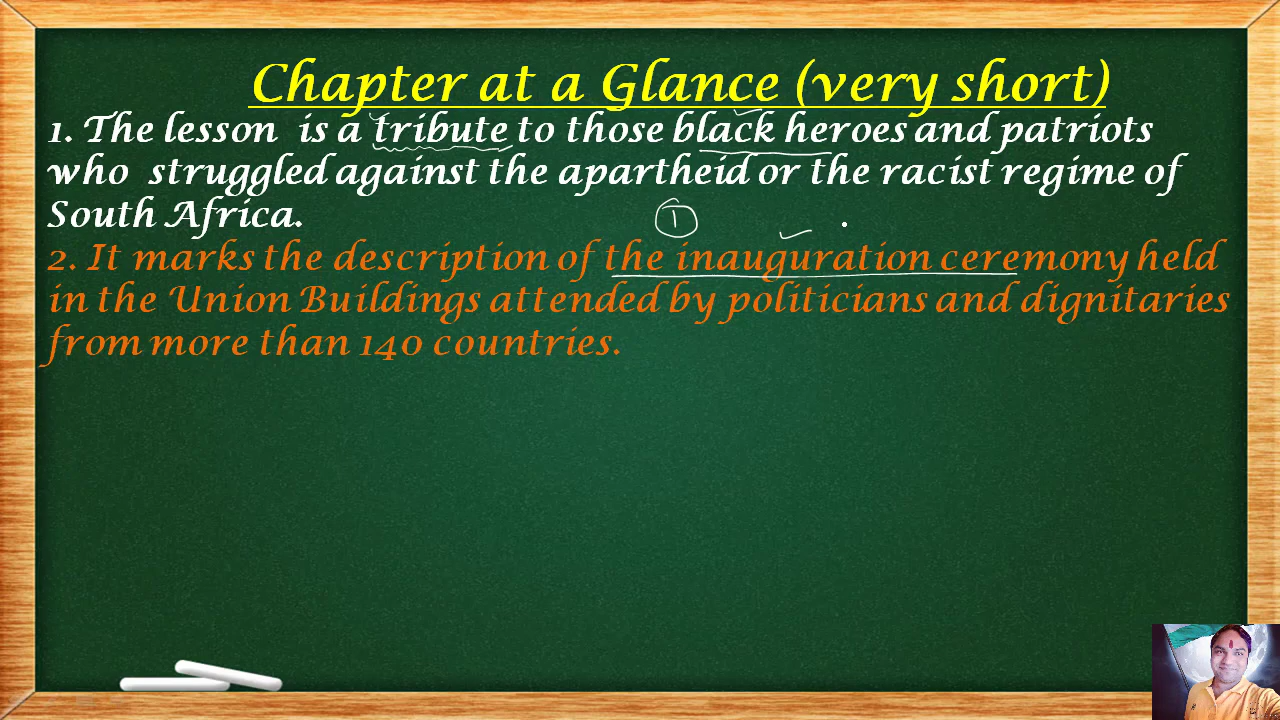 Chapter at a Glance (very short)
1. The lesson is a tribute to those black heroes and patriots
who struggled against the apartheid or the racist regime of
South Africa. .
1
2. It marks the description of the inauguration ceremony held
in the Union Buildings attended by politicians and dignitaries
from more than 140 countries.